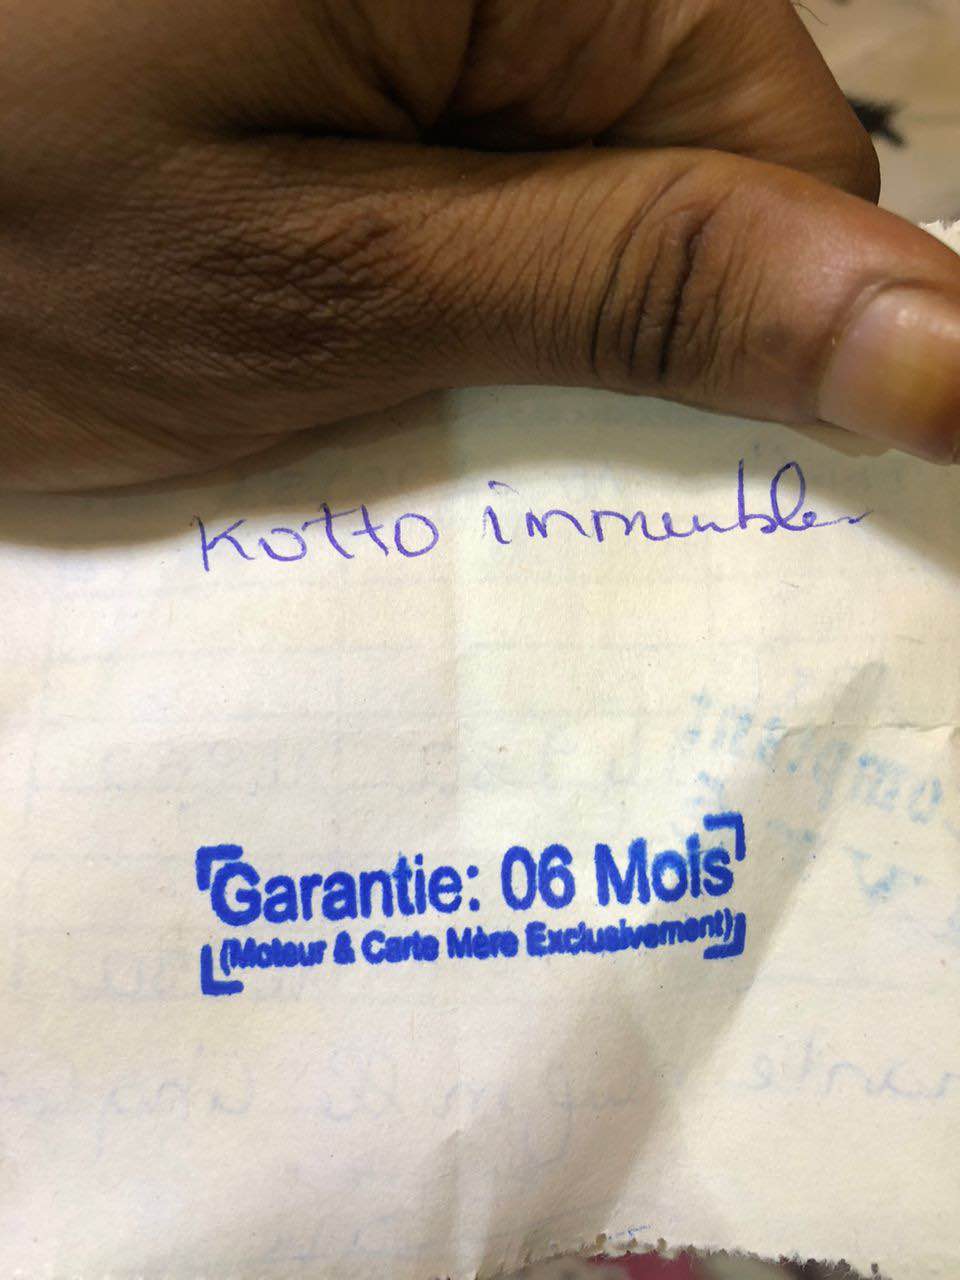 Kotto immeuble
Garantie: 06 Mois
(Moteur & Carte Mère Exclusivement)